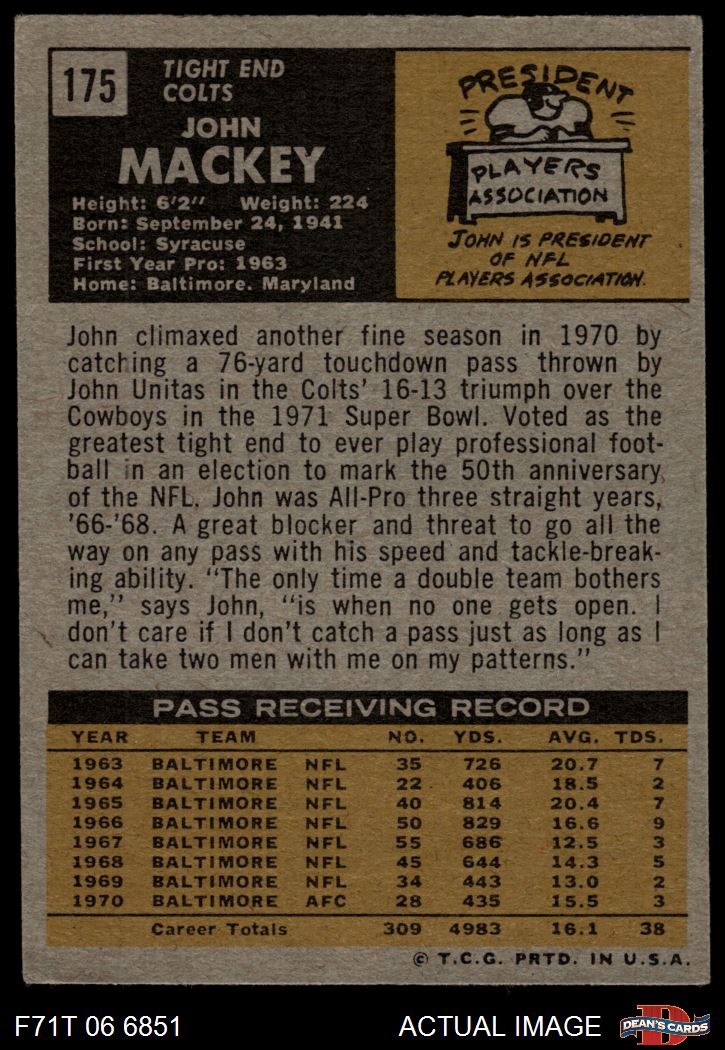 175
TIGHT END
COLTS
JOHN
MACKEY
Height: 6'2" Weight: 224
Born: September 24, 1941
School: Syracuse
First Year Pro: 1963
Home: Baltimore, Maryland
PRESIDENT
PLAYERS
ASSOCIATION
JOHN IS PRESIDENT
OF NFL
PLAYERS ASSOCIATION.
John climaxed another fine season in 1970 by
catching a 76-yard touchdown pass thrown by
John Unitas in the Colts' 16-13 triumph over the
Cowboys in the 1971 Super Bowl. Voted as the
greatest tight end to ever play professional foot-
ball in an election to mark the 50th anniversary
of the NFL. John was All-Pro three straight years,
'66-'68. A great blocker and threat to go all the
way on any pass with his speed and tackle-break-
ing ability. "The only time a double team bothers
me," says John, "is when no one gets open. I
don't care if I don't catch a pass just as long as I
can take two men with me on my patterns."
PASS RECEIVING RECORD
YEAR TEAM NO. YDS. AVG. TDS.
1963 BALTIMORE NFL 35 726 20.7 7
1964 BALTIMORE NFL 22 406 18.5 2
1965 BALTIMORE NFL 40 814 20.4 7
1966 BALTIMORE NFL 50 829 16.6 9
1967 BALTIMORE NFL 55 686 12.5 3
1968 BALTIMORE NFL 45 644 14.3 5
1969 BALTIMORE NFL 34 443 13.0 2
1970 BALTIMORE AFC 28 435 15.5 3
Career Totals 309 4983 16.1 38
© T.C.G. PRTD. IN U.S.A.
F71T 06 6851 ACTUAL IMAGE
D
DEAN'S CARDS